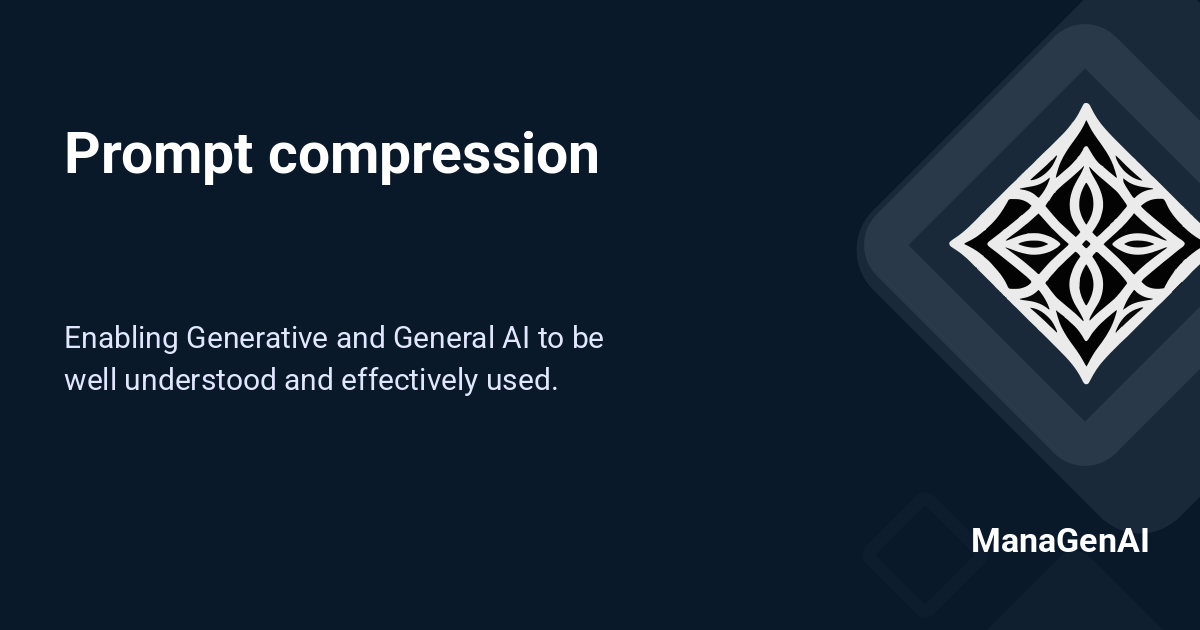 Prompt compression
Enabling Generative and General AI to be
well understood and effectively used.
ManaGenAI